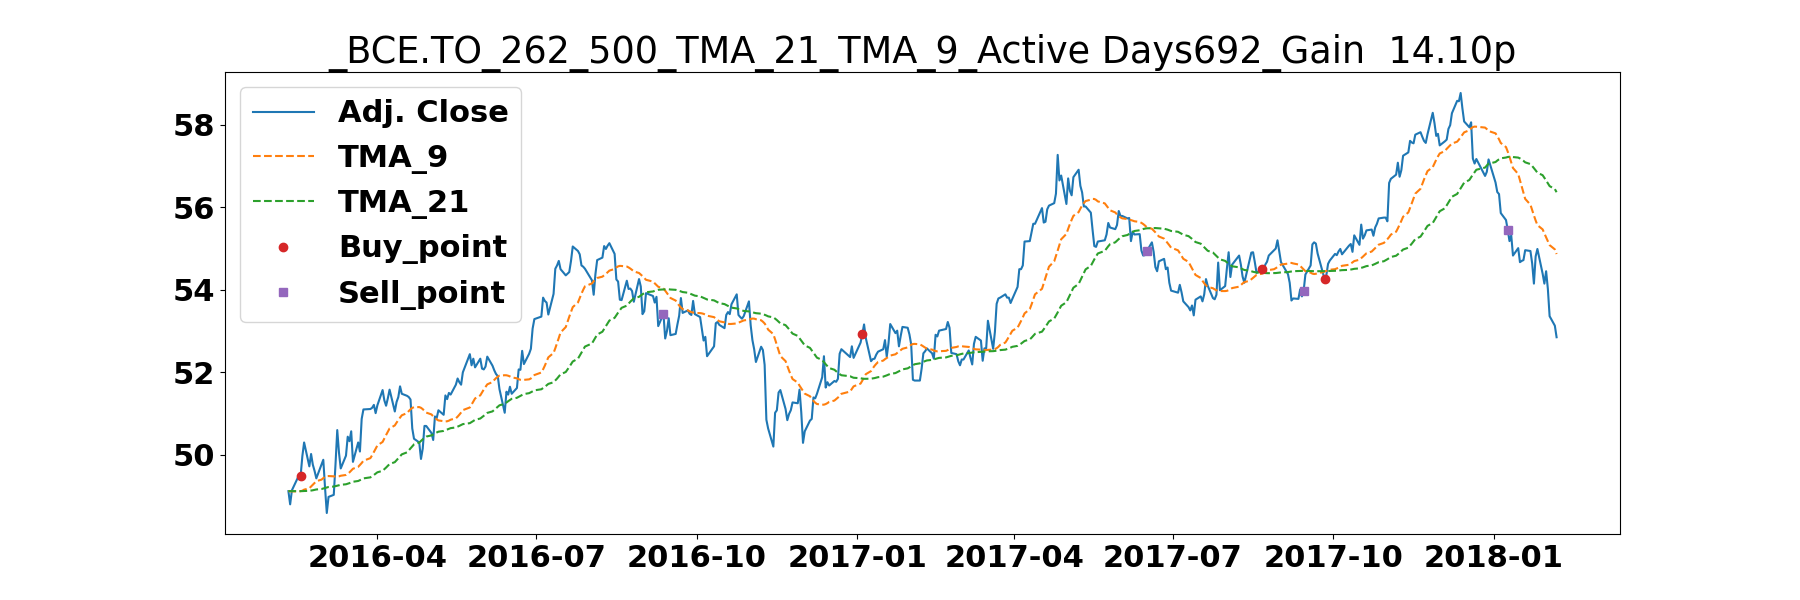 _BCE.TO_262_500_TMA_21_TMA_9_Active Days692_Gain  14.10p
Adj. Close
TMA_9
TMA_21
Buy_point
Sell_point
58
56
54
52
50
2016-04 2016-07 2016-10 2017-01 2017-04 2017-07 2017-10 2018-01